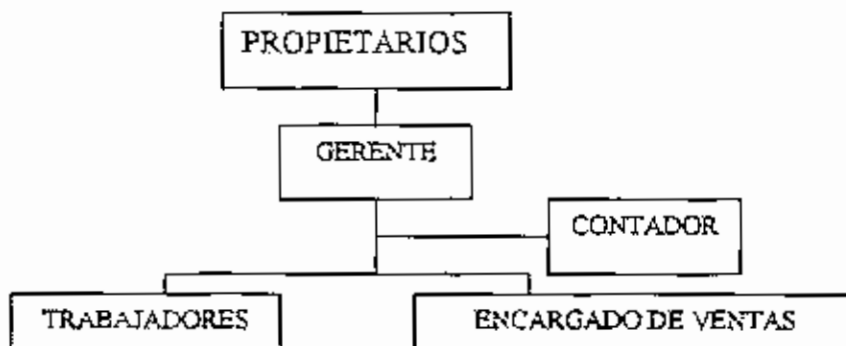 PROPIETARIOS
GERENTE
CONTADOR
TRABAJADORES
ENCARGADO DE VENTAS